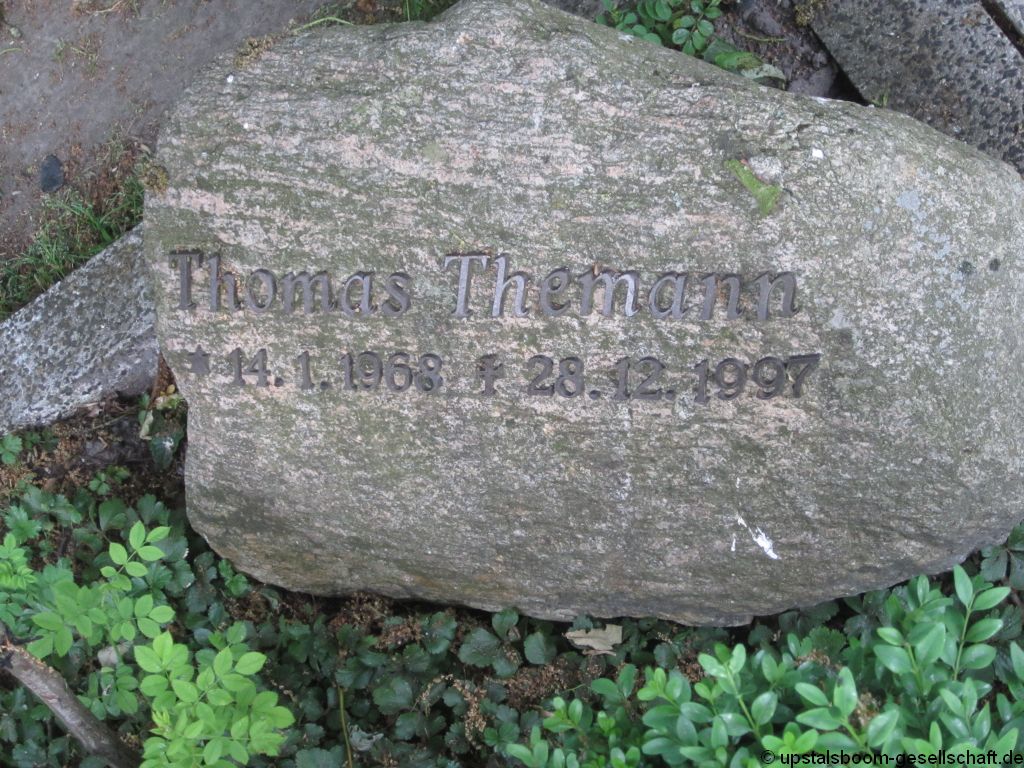 Thomas Themann
* 14. 1. 1968 † 28. 12. 1997
© upstalsboom-gesellschaft.de